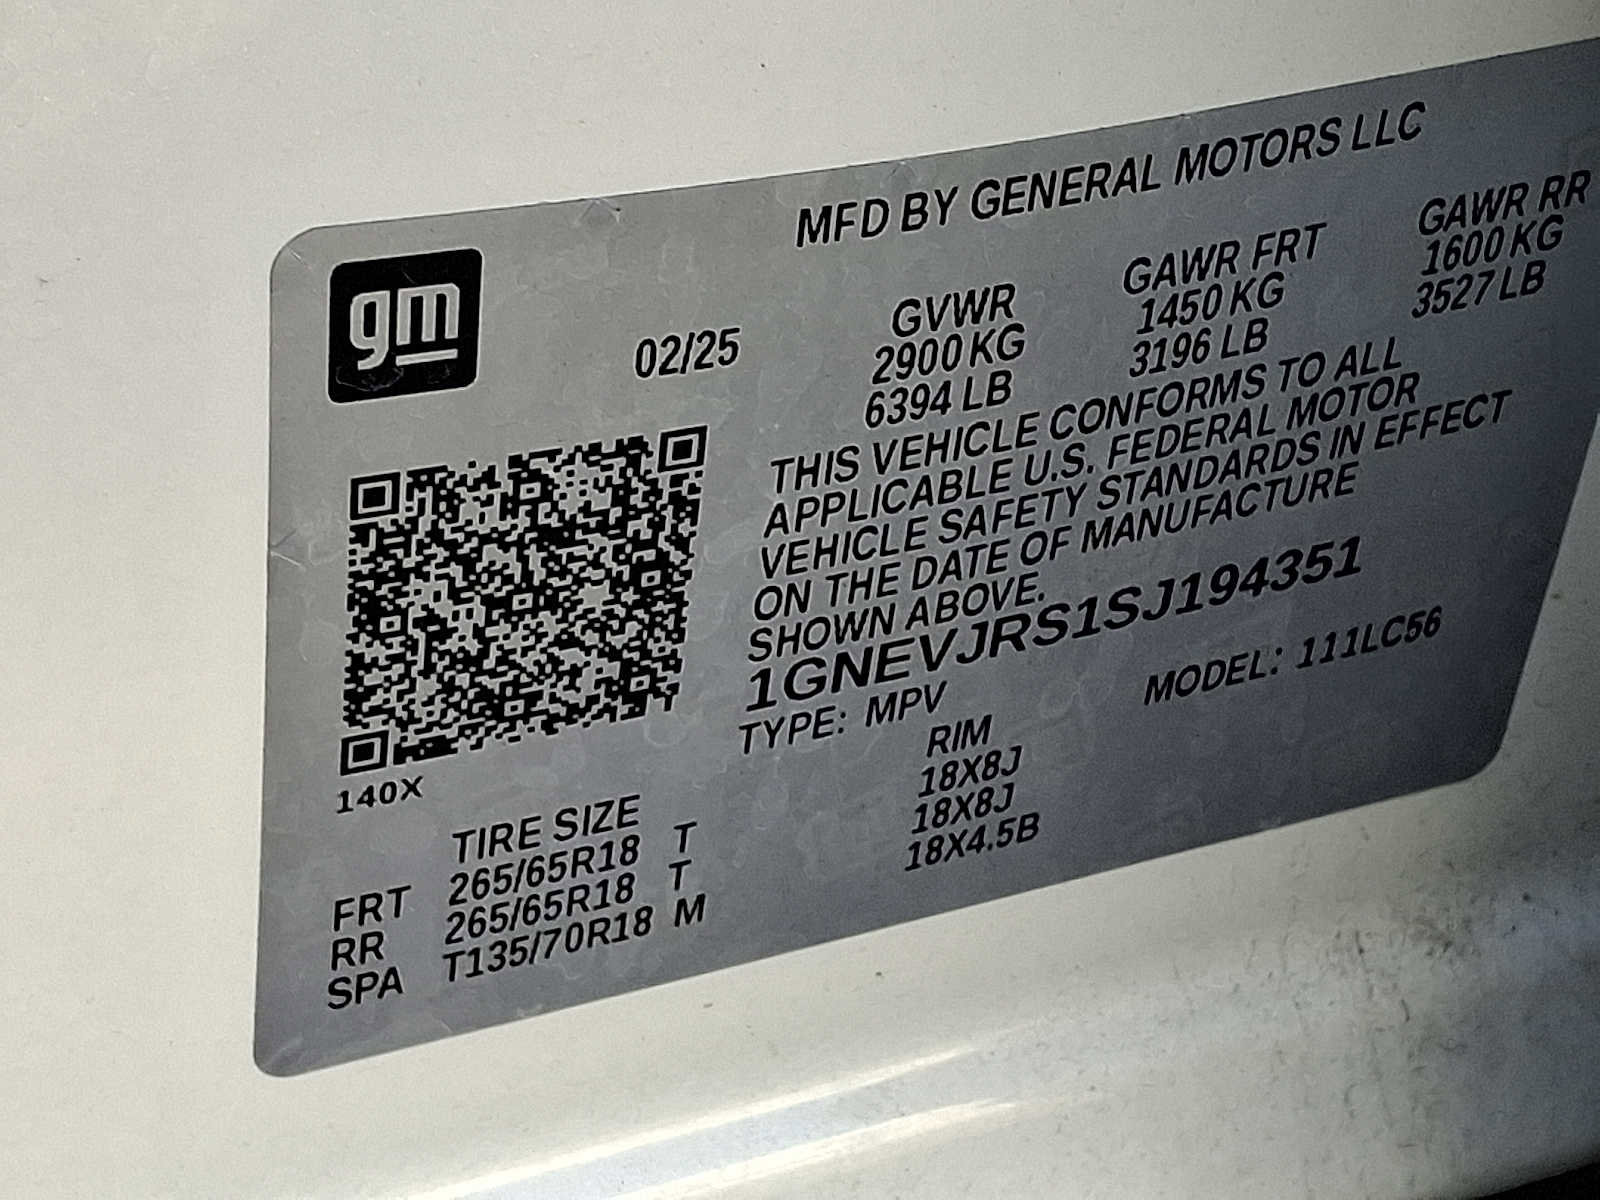 gm
MFD BY GENERAL MOTORS LLC
02/25
GVWR GAWR FRT GAWR RR
2900 KG 1450 KG 1600 KG
6394 LB 3196 LB 3527 LB
THIS VEHICLE CONFORMS TO ALL
APPLICABLE U.S. FEDERAL MOTOR
VEHICLE SAFETY STANDARDS IN EFFECT
ON THE DATE OF MANUFACTURE
SHOWN ABOVE.
1GNEVJRS1SJ194351
TYPE: MPV MODEL: 111LC56
140X
TIRE SIZE RIM
FRT 265/65R18 T 18X8J
RR 265/65R18 T 18X8J
SPA T135/70R18 M 18X4.5B